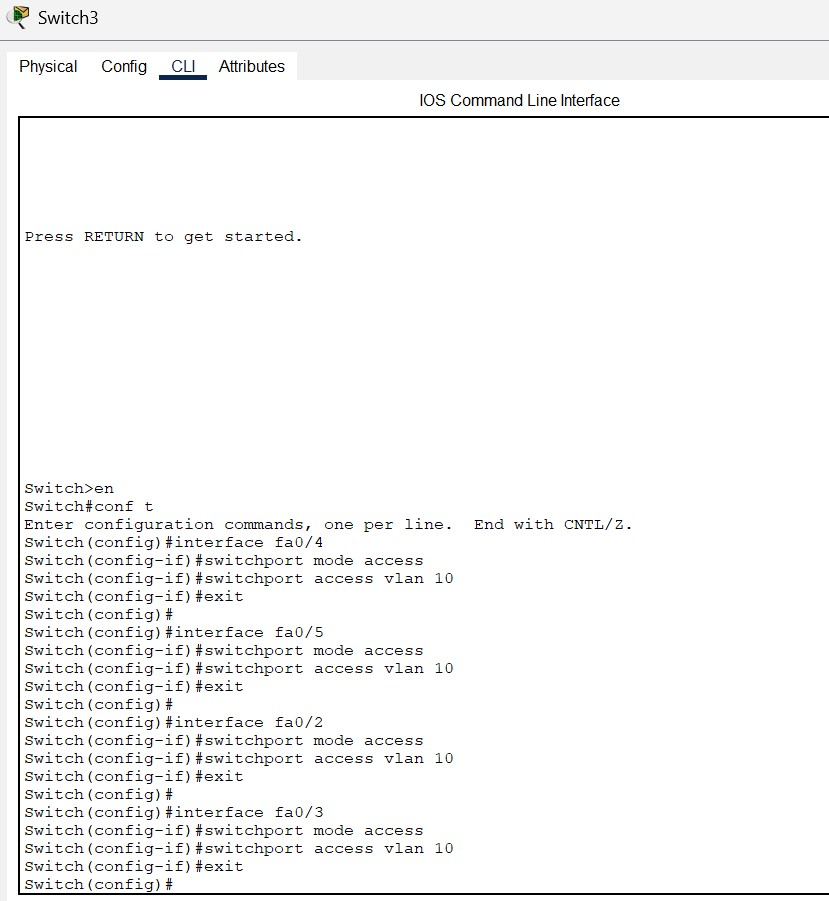 Switch3
Physical Config CLI Attributes
IOS Command Line Interface
Press RETURN to get started.
Switch>en
Switch#conf t
Enter configuration commands, one per line.  End with CNTL/Z.
Switch(config)#interface fa0/4
Switch(config-if)#switchport mode access
Switch(config-if)#switchport access vlan 10
Switch(config-if)#exit
Switch(config)#
Switch(config)#interface fa0/5
Switch(config-if)#switchport mode access
Switch(config-if)#switchport access vlan 10
Switch(config-if)#exit
Switch(config)#
Switch(config)#interface fa0/2
Switch(config-if)#switchport mode access
Switch(config-if)#switchport access vlan 10
Switch(config-if)#exit
Switch(config)#
Switch(config)#interface fa0/3
Switch(config-if)#switchport mode access
Switch(config-if)#switchport access vlan 10
Switch(config-if)#exit
Switch(config)#